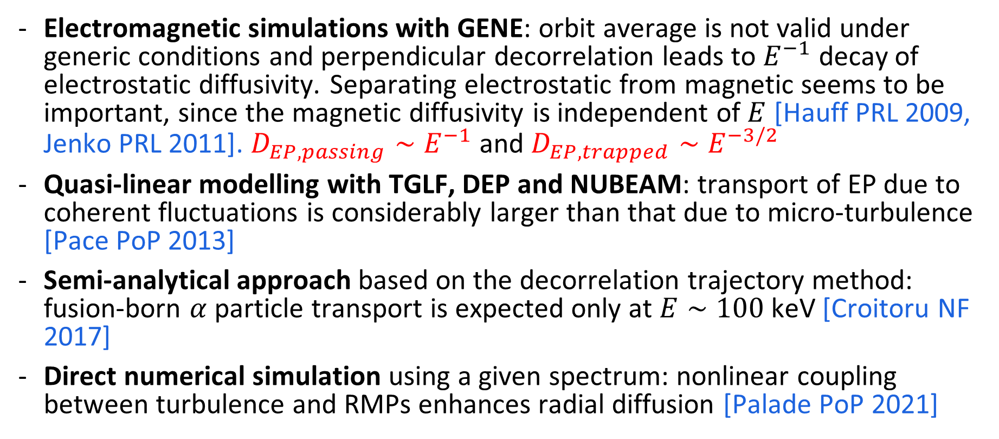 - Electromagnetic simulations with GENE: orbit average is not valid under
generic conditions and perpendicular decorrelation leads to $E^{-1}$ decay of
electrostatic diffusivity. Separating electrostatic from magnetic seems to be
important, since the magnetic diffusivity is independent of $E$ [Hauff PRL 2009,
Jenko PRL 2011]. $D_{EP,passing} \sim E^{-1}$ and $D_{EP,trapped} \sim E^{-3/2}$
- Quasi-linear modelling with TGLF, DEP and NUBEAM: transport of EP due to
coherent fluctuations is considerably larger than that due to micro-turbulence
[Pace PoP 2013]
- Semi-analytical approach based on the decorrelation trajectory method:
fusion-born $\alpha$ particle transport is expected only at $E \sim 100$ keV [Croitoru NF
2017]
- Direct numerical simulation using a given spectrum: nonlinear coupling
between turbulence and RMPs enhances radial diffusion [Palade PoP 2021]